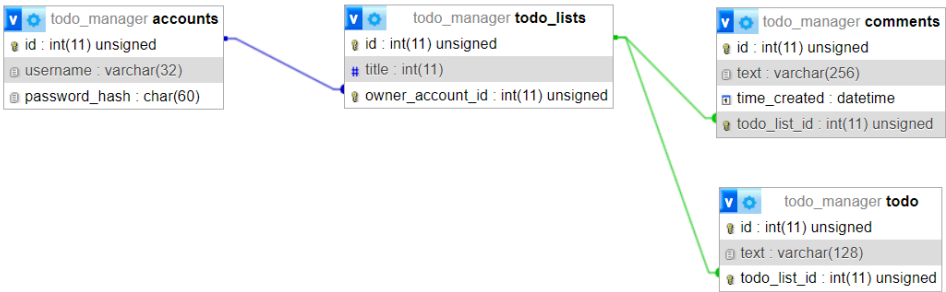 v todo_manager accounts
id : int(11) unsigned
username : varchar(32)
password_hash : char(60)
v todo_manager todo_lists
id : int(11) unsigned
# title : int(11)
owner_account_id : int(11) unsigned
v todo_manager comments
id : int(11) unsigned
text : varchar(256)
time_created : datetime
todo_list_id : int(11) unsigned
v todo_manager todo
id : int(11) unsigned
text : varchar(128)
todo_list_id : int(11) unsigned